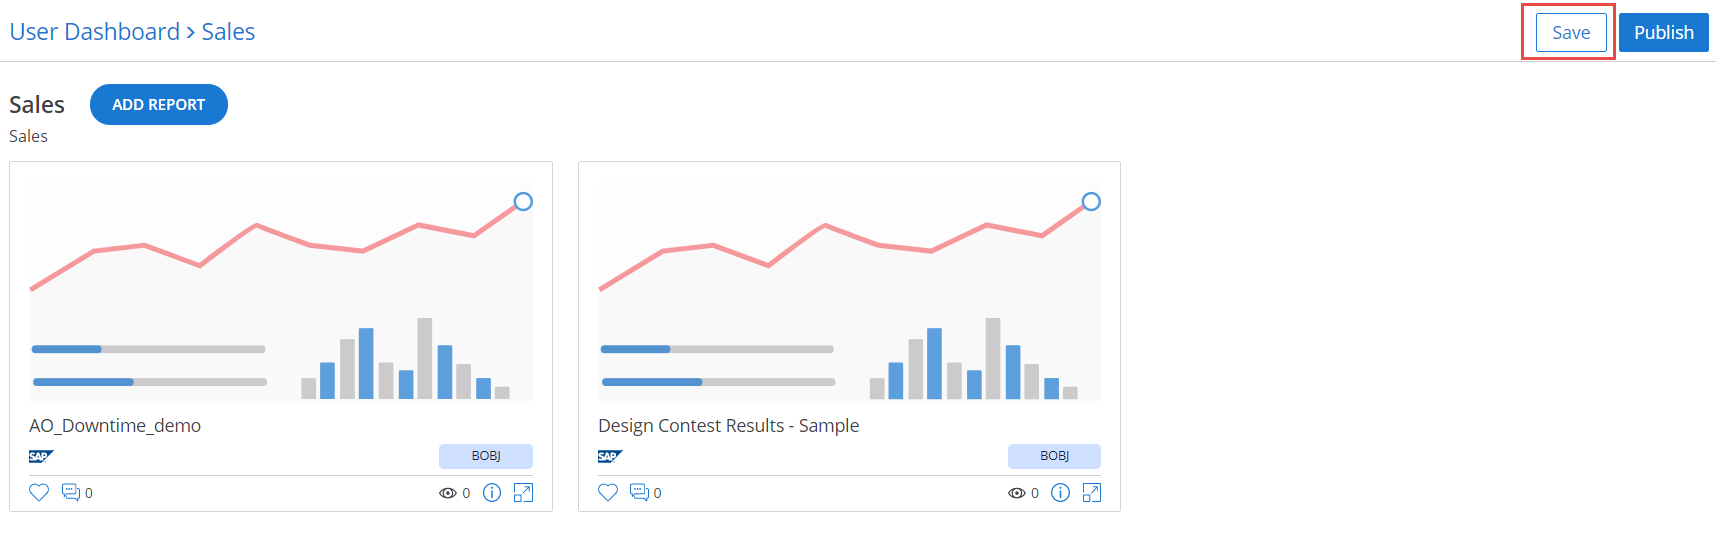 User Dashboard > Sales
Save
Publish
Sales
ADD REPORT
Sales
AO_Downtime_demo
SAP
BOBJ
0
0
Design Contest Results - Sample
SAP
BOBJ
0
0